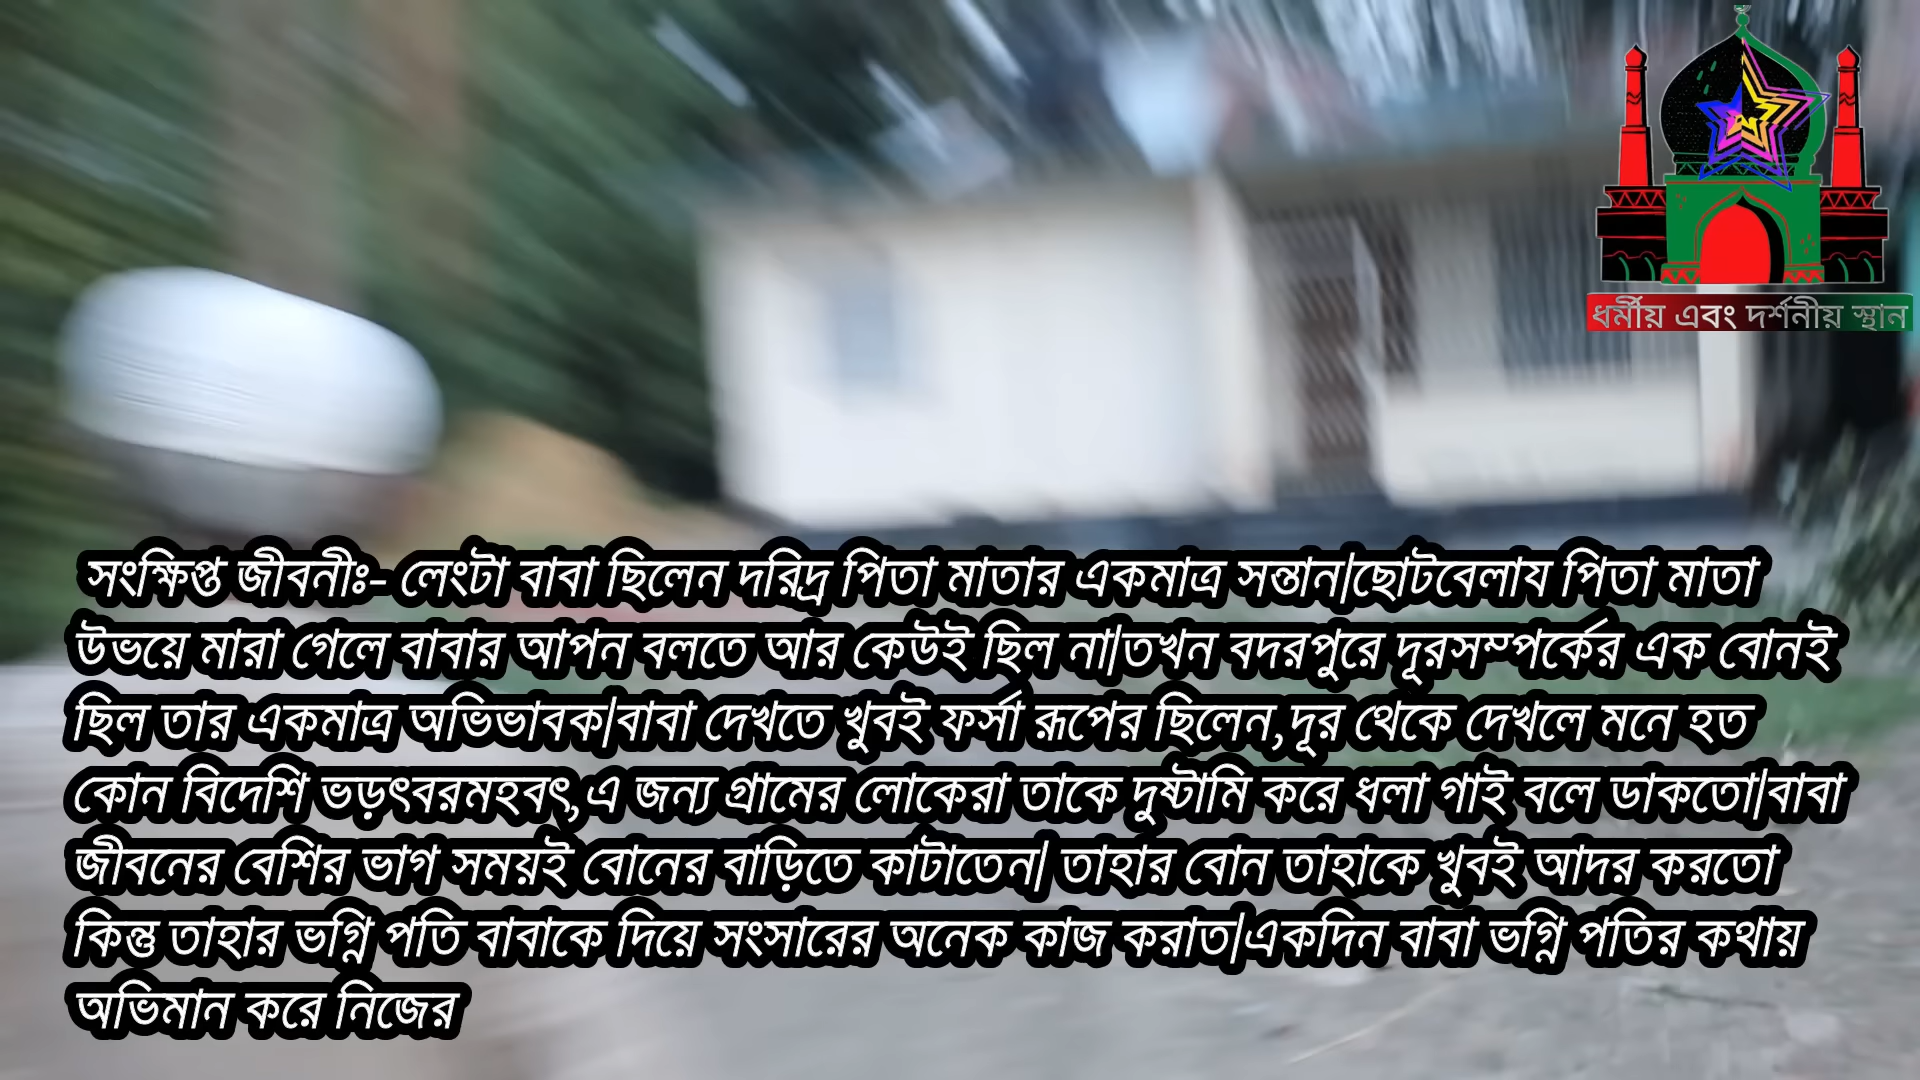 ধর্মীয় এবং দর্শনীয় স্থান
সংক্ষিপ্ত জীবনীঃ- লেংটা বাবা ছিলেন দরিদ্র পিতা মাতার একমাত্র সন্তান|ছোটবেলায পিতা মাতা
উভয়ে মারা গেলে বাবার আপন বলতে আর কেউই ছিল না|তখন বদরপুরে দূরসম্পর্কের এক বোনই
ছিল তার একমাত্র অভিভাবক|বাবা দেখতে খুবই ফর্সা রূপের ছিলেন,দূর থেকে দেখলে মনে হত
কোন বিদেশি ভড়ৎবরমহবৎ,এ জন্য গ্রামের লোকেরা তাকে দুষ্টামি করে ধলা গাই বলে ডাকতো|বাবা
জীবনের বেশির ভাগ সময়ই বোনের বাড়িতে কাটাতেন| তাহার বোন তাহাকে খুবই আদর করতো
কিন্তু তাহার ভগ্নি পতি বাবাকে দিয়ে সংসারের অনেক কাজ করাত|একদিন বাবা ভগ্নি পতির কথায়
অভিমান করে নিজের